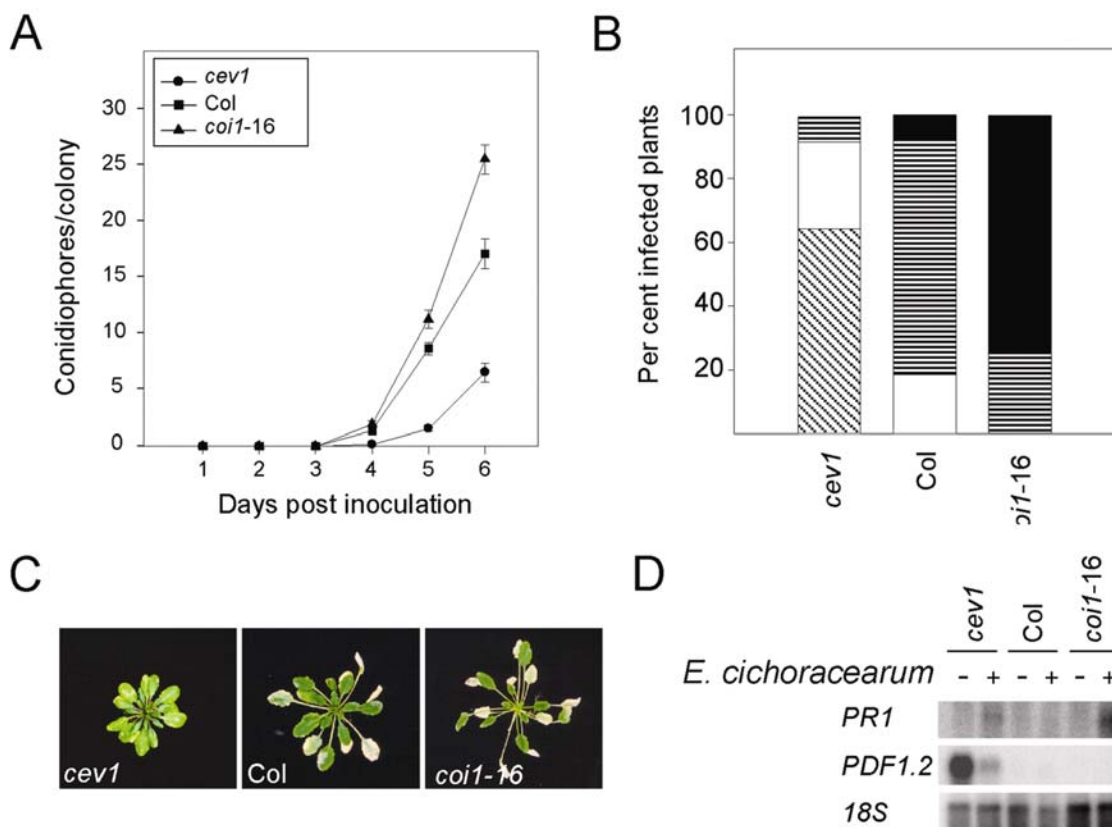 A
cev1
Col
coi1-16
30
25
20
15
10
5
0
Conidiophores/colony
1 2 3 4 5 6
Days post inoculation
B
100
80
60
40
20
Per cent infected plants
cev1
Col
oi1-16
C
cev1
Col
coi1-16
D
cev1 Col coi1-16
E. cichoracearum - + - + - +
PR1
PDF1.2
18S